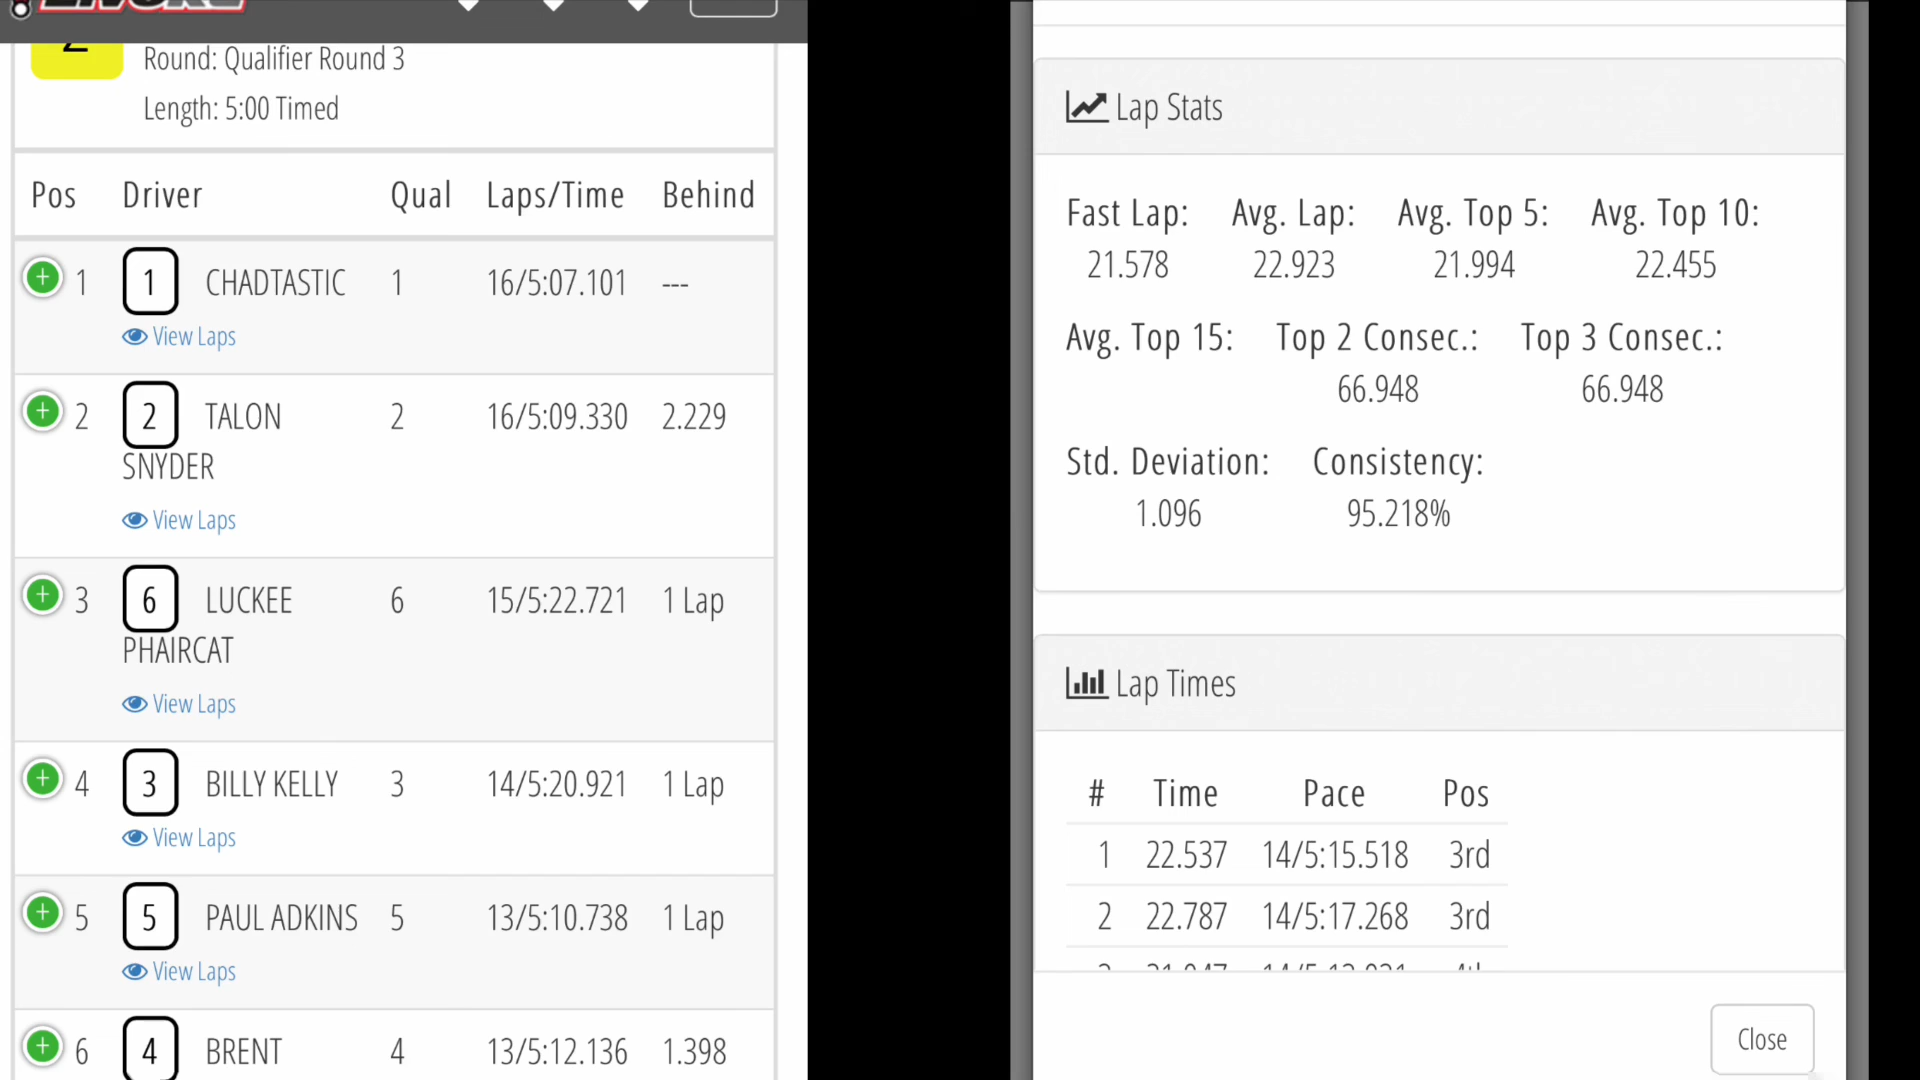 Round: Qualifier Round 3
Length: 5:00 Timed
Pos Driver Qual Laps/Time Behind
1 1 CHADTASTIC 1 16/5:07.101 ---
View Laps
2 2 TALON 2 16/5:09.330 2.229
SNYDER
View Laps
3 6 LUCKEE 6 15/5:22.721 1 Lap
PHAIRCAT
View Laps
4 3 BILLY KELLY 3 14/5:20.921 1 Lap
View Laps
5 5 PAUL ADKINS 5 13/5:10.738 1 Lap
View Laps
6 4 BRENT 4 13/5:12.136 1.398
Lap Stats
Fast Lap: Avg. Lap: Avg. Top 5: Avg. Top 10:
21.578 22.923 21.994 22.455
Avg. Top 15: Top 2 Consec.: Top 3 Consec.:
66.948 66.948
Std. Deviation: Consistency:
1.096 95.218%
Lap Times
# Time Pace Pos
1 22.537 14/5:15.518 3rd
2 22.787 14/5:17.268 3rd
Close